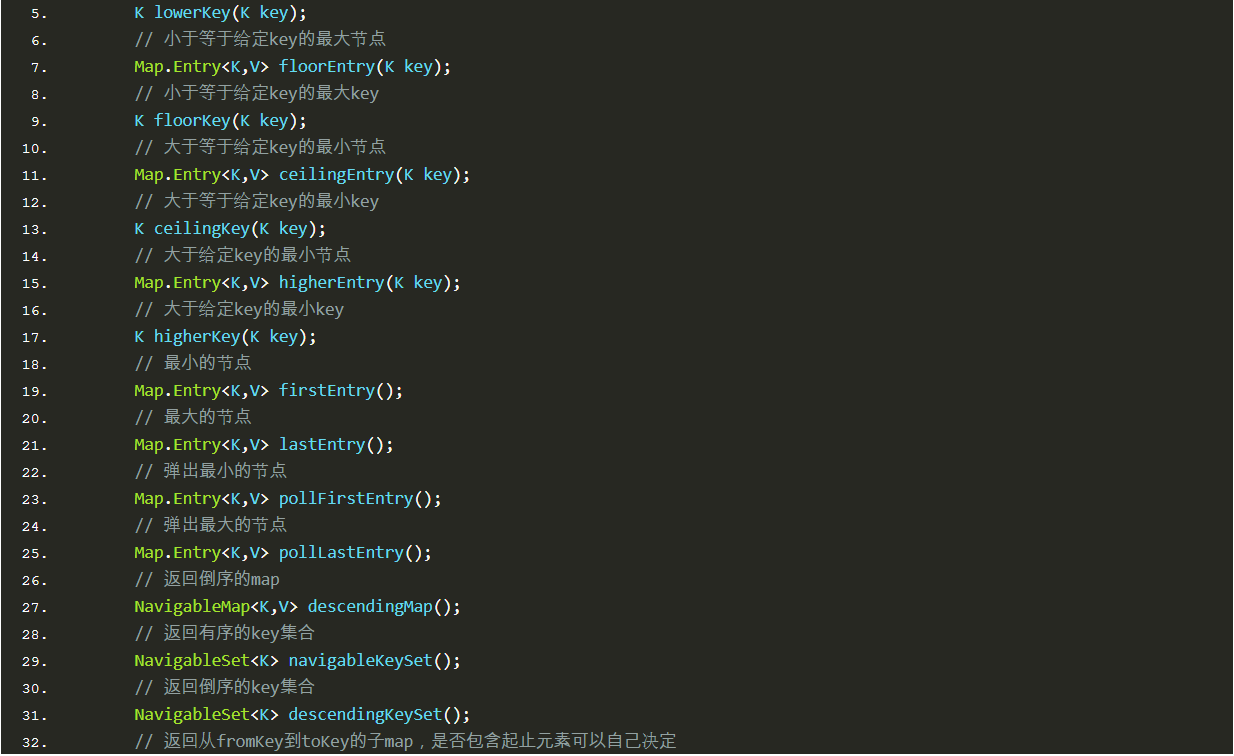 5. K lowerKey(K key);
6. // 小于等于给定key的最大节点
7. Map.Entry<K,V> floorEntry(K key);
8. // 小于等于给定key的最大key
9. K floorKey(K key);
10. // 大于等于给定key的最小节点
11. Map.Entry<K,V> ceilingEntry(K key);
12. // 大于等于给定key的最小key
13. K ceilingKey(K key);
14. // 大于给定key的最小节点
15. Map.Entry<K,V> higherEntry(K key);
16. // 大于给定key的最小key
17. K higherKey(K key);
18. // 最小的节点
19. Map.Entry<K,V> firstEntry();
20. // 最大的节点
21. Map.Entry<K,V> lastEntry();
22. // 弹出最小的节点
23. Map.Entry<K,V> pollFirstEntry();
24. // 弹出最大的节点
25. Map.Entry<K,V> pollLastEntry();
26. // 返回倒序的map
27. NavigableMap<K,V> descendingMap();
28. // 返回有序的key集合
29. NavigableSet<K> navigableKeySet();
30. // 返回倒序的key集合
31. NavigableSet<K> descendingKeySet();
32. // 返回从fromKey到toKey的子map，是否包含起止元素可以自己决定